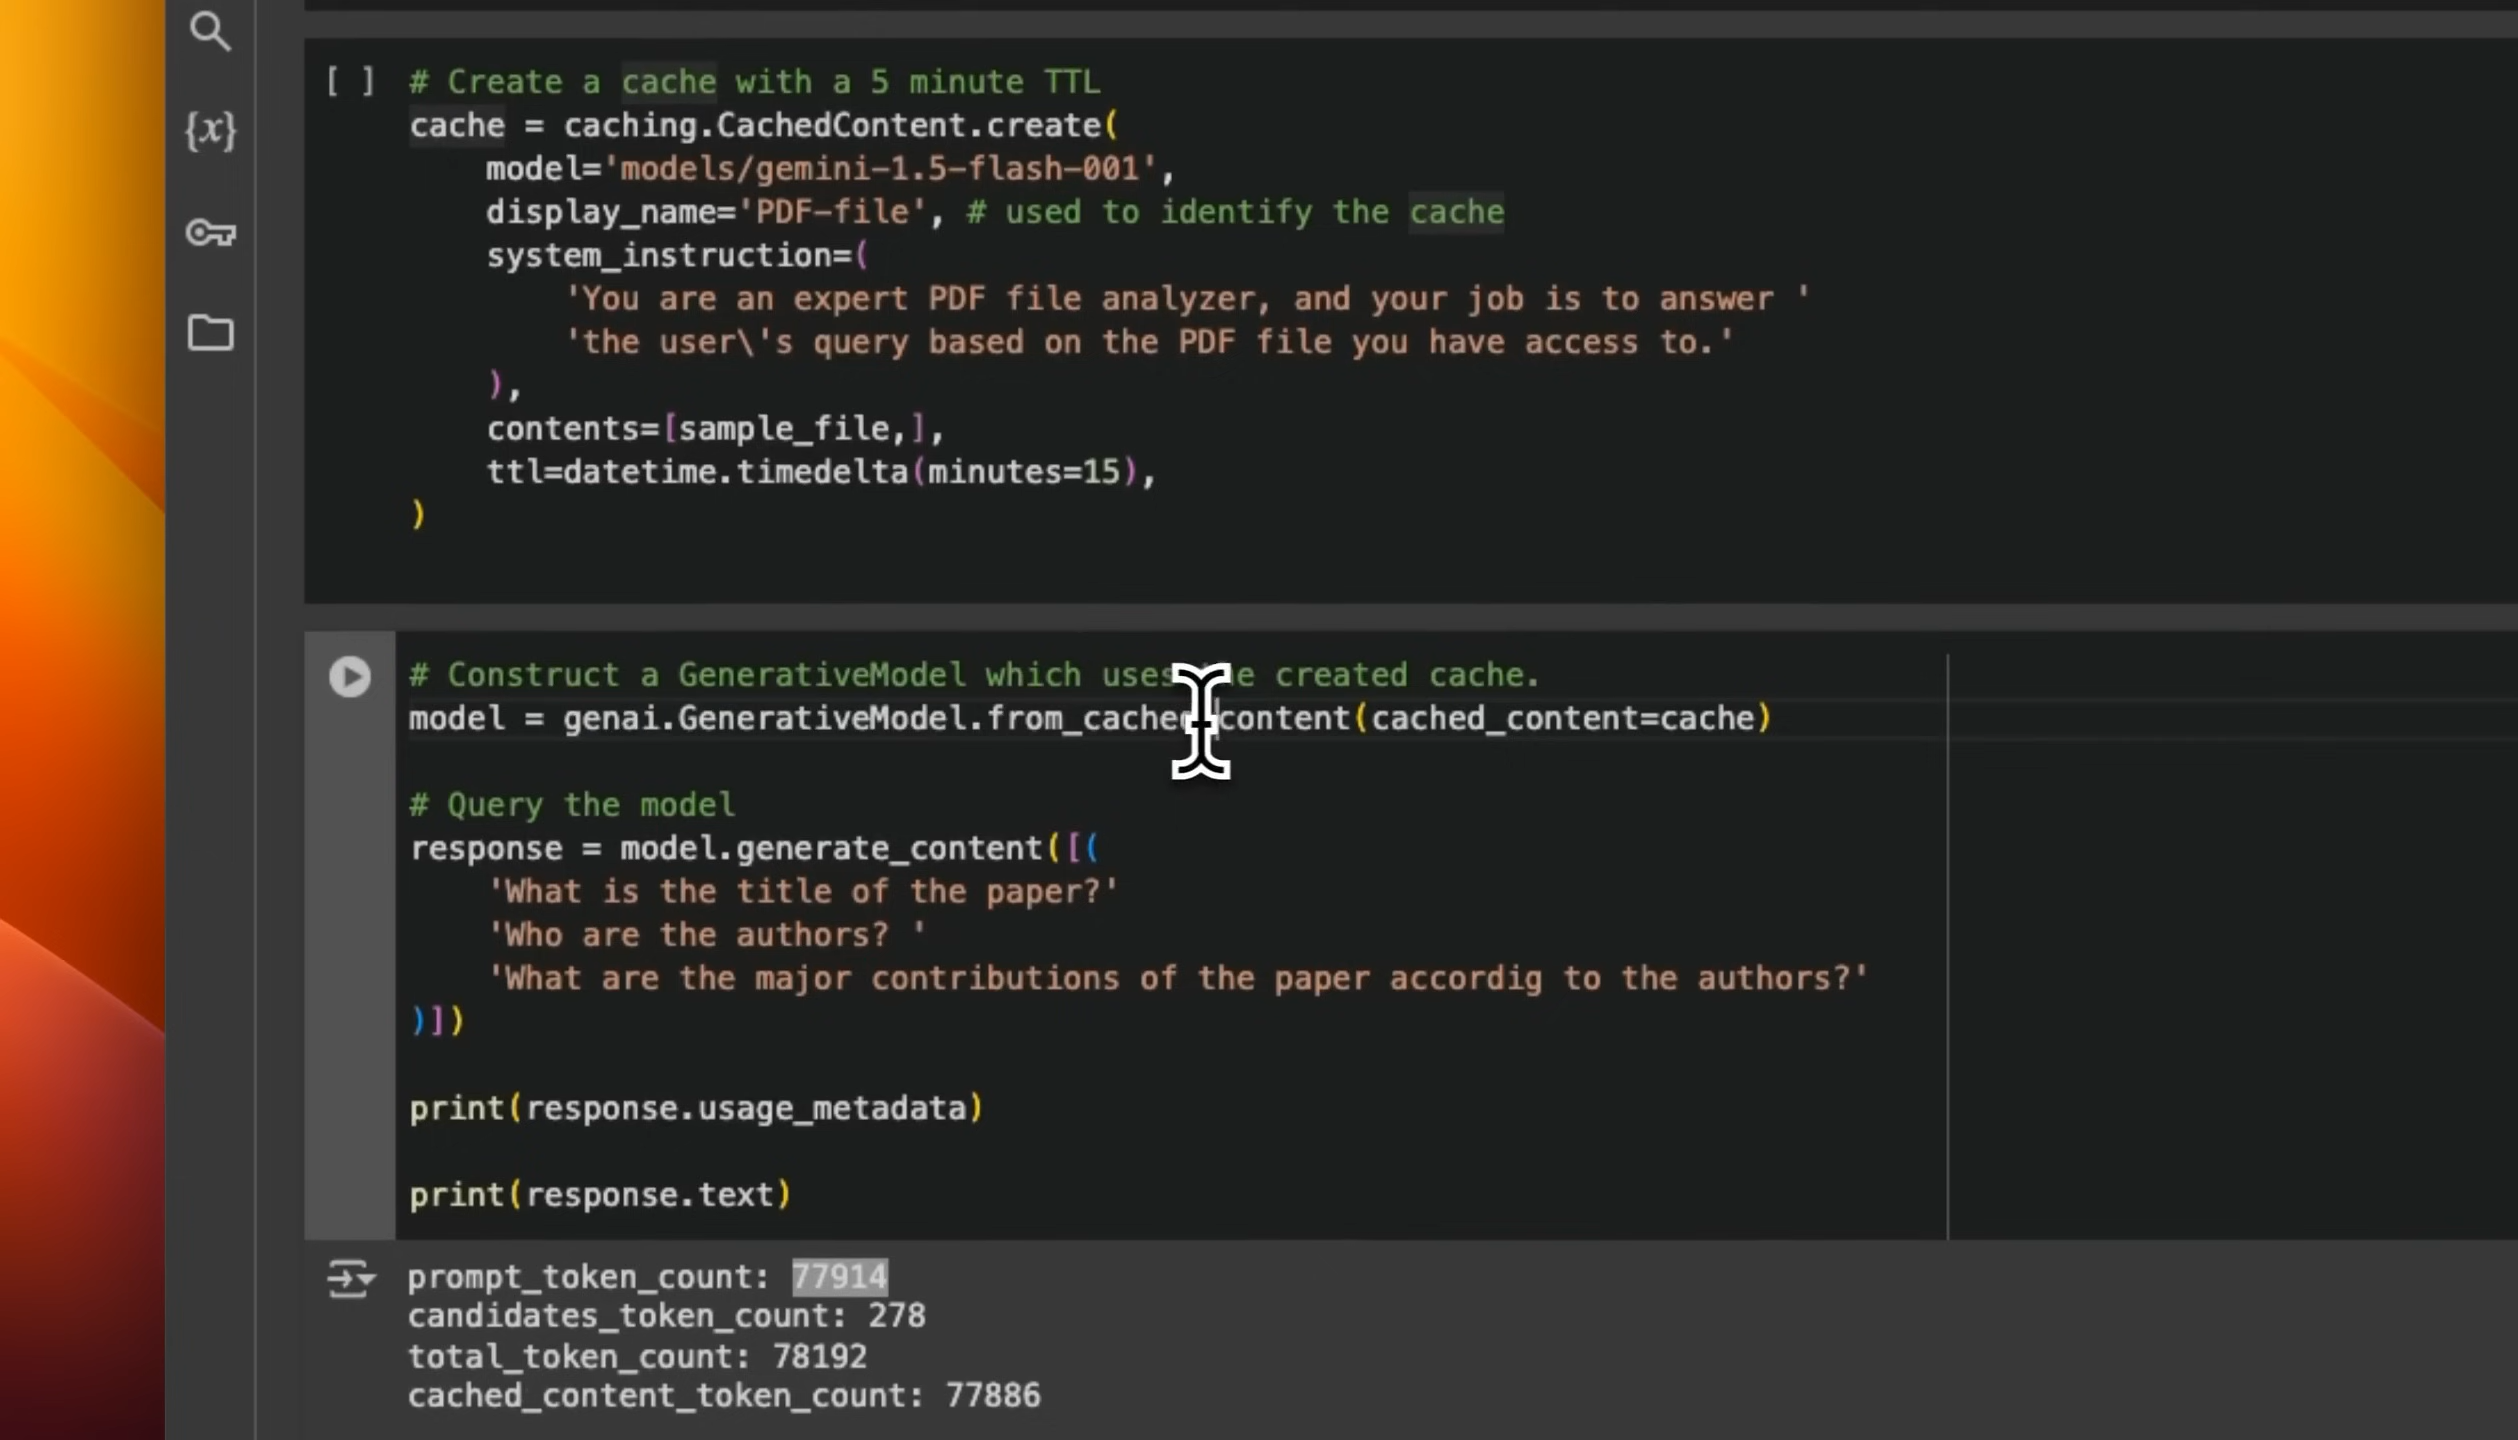 {x}
[ ] # Create a cache with a 5 minute TTL
cache = caching.CachedContent.create(
    model='models/gemini-1.5-flash-001',
    display_name='PDF-file', # used to identify the cache
    system_instruction=(
        'You are an expert PDF file analyzer, and your job is to answer '
        'the user\'s query based on the PDF file you have access to.'
    ),
    contents=[sample_file,],
    ttl=datetime.timedelta(minutes=15),
)
# Construct a GenerativeModel which uses the created cache.
model = genai.GenerativeModel.from_cached_content(cached_content=cache)
# Query the model
response = model.generate_content([(
    'What is the title of the paper?'
    'Who are the authors? '
    'What are the major contributions of the paper accordig to the authors?'
)])
print(response.usage_metadata)
print(response.text)
prompt_token_count: 77914
candidates_token_count: 278
total_token_count: 78192
cached_content_token_count: 77886